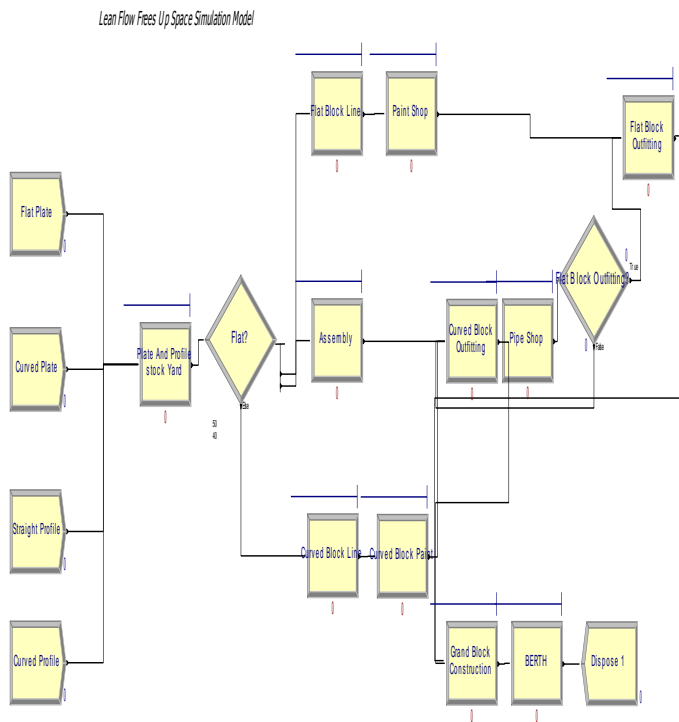 Lean Flow Frees Up Space Simulation Model
Flat Block Line
0
Paint Shop
0
Flat Block
Outfitting
0
Flat Plate
0
Curved Plate
0
Straight Profile
0
Curved Profile
0
Plate And Profile
stock Yard
0
Flat?
Else
50
40
Assembly
0
Curved Block
Outfitting
0
Pipe Shop
0
Flat Block Outfitting?
0
True
0
False
Curved Block Line
0
Curved Block Paint
0
Grand Block
Construction
0
BERTH
0
Dispose 1
0